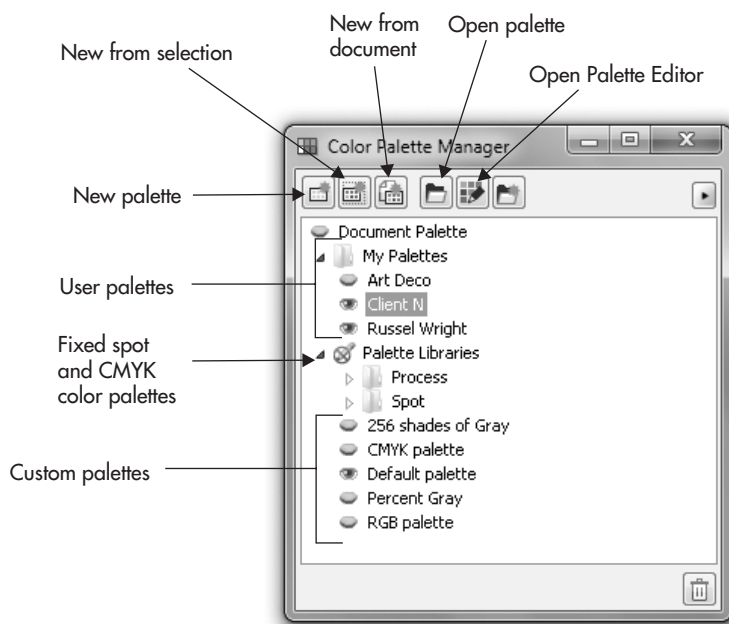 New from
document
Open palette
New from selection
Open Palette Editor
Color Palette Manager
New palette
Document Palette
My Palettes
User palettes
Art Deco
Client N
Russel Wright
Fixed spot
and CMYK
color palettes
Palette Libraries
Process
Spot
256 shades of Gray
CMYK palette
Custom palettes
Default palette
Percent Gray
RGB palette